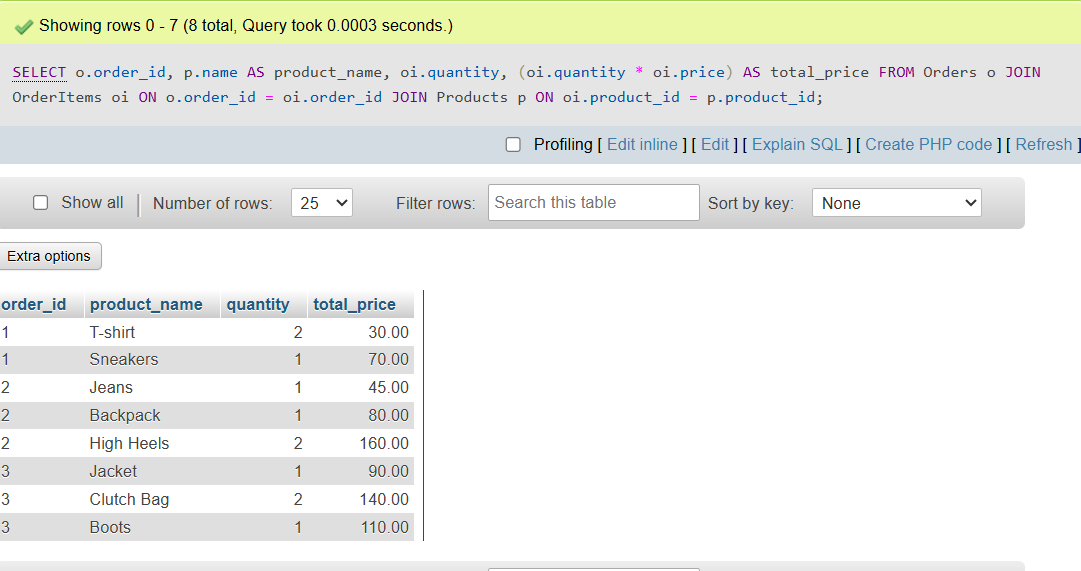 Showing rows 0 - 7 (8 total, Query took 0.0003 seconds.)
SELECT o.order_id, p.name AS product_name, oi.quantity, (oi.quantity * oi.price) AS total_price FROM Orders o JOIN
OrderItems oi ON o.order_id = oi.order_id JOIN Products p ON oi.product_id = p.product_id;
Profiling [ Edit inline ] [ Edit ] [ Explain SQL ] [ Create PHP code ] [ Refresh ]
Show all Number of rows: 25 Filter rows: Search this table Sort by key: None
Extra options
order_id product_name quantity total_price
1 T-shirt 2 30.00
1 Sneakers 1 70.00
2 Jeans 1 45.00
2 Backpack 1 80.00
2 High Heels 2 160.00
3 Jacket 1 90.00
3 Clutch Bag 2 140.00
3 Boots 1 110.00